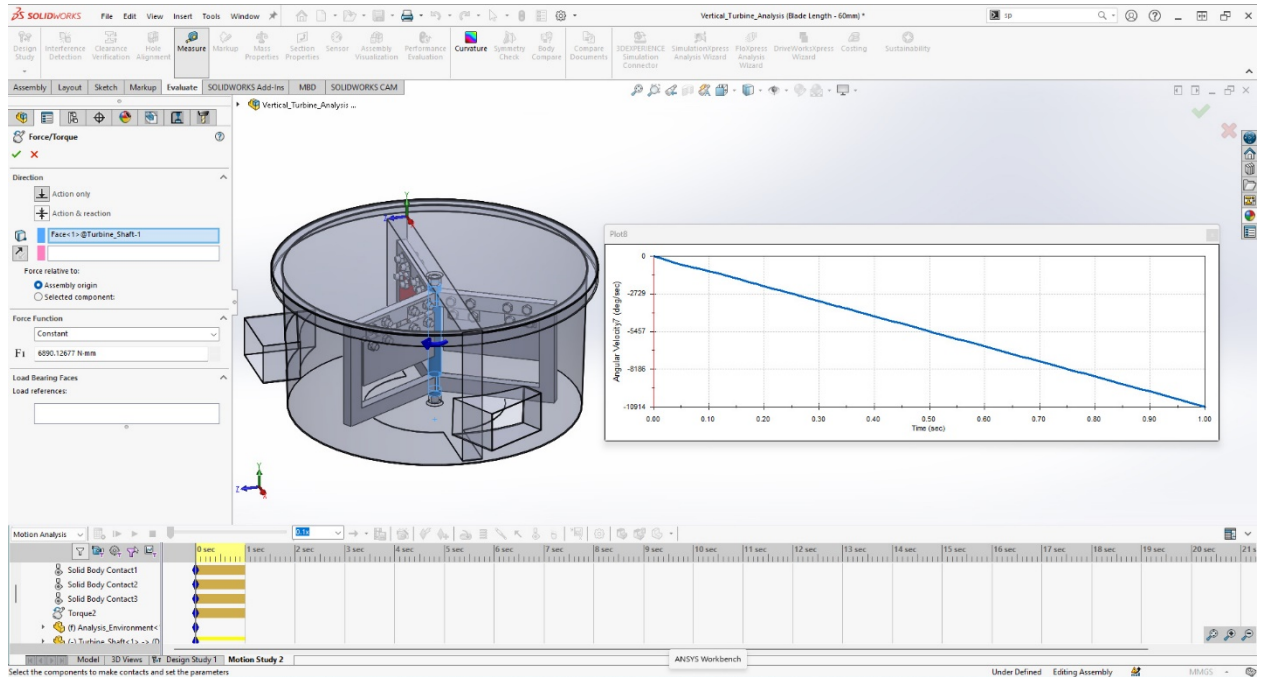 SOLIDWORKS File Edit View Insert Tools Window Vertical_Turbine_Analysis (Blade Length - 60mm) * sp
Design Study Interference Detection Clearance Verification Hole Alignment Measure Markup Mass Properties Section Properties Sensor Assembly Visualization Performance Evaluation Curvature Symmetry Check Body Compare Compare Documents 3DEXPERIENCE Simulation Connector SimulationXpress Analysis Wizard FloXpress Analysis Wizard DriveWorksXpress Wizard Costing Sustainability
Assembly Layout Sketch Markup Evaluate SOLIDWORKS Add-Ins MBD SOLIDWORKS CAM
Vertical_Turbine_Analysis ...
Force/Torque
Direction
Action only
Action & reaction
Face<1>@Turbine_Shaft-1
Force relative to:
Assembly origin
Selected component:
Force Function
Constant
F1 6890.12677 N-mm
Load Bearing Faces
Load references:
Y
Z
Y
Z
Plot8
Angular Velocity7 (deg/sec)
0
-2729
-5457
-8186
-10914
0.00 0.10 0.20 0.30 0.40 0.50 0.60 0.70 0.80 0.90 1.00
Time (sec)
Motion Analysis 0.1x
0 sec 1 sec 2 sec 3 sec 4 sec 5 sec 6 sec 7 sec 8 sec 9 sec 10 sec 11 sec 12 sec 13 sec 14 sec 15 sec 16 sec 17 sec 18 sec 19 sec 20 sec 21 s
Solid Body Contact1
Solid Body Contact2
Solid Body Contact3
Torque2
(f) Analysis_Environment<
(-) Turbine_Shaft<1> -> (D
Model 3D Views Design Study 1 Motion Study 2
ANSYS Workbench
Select the components to make contacts and set the parameters Under Defined Editing Assembly MMGS